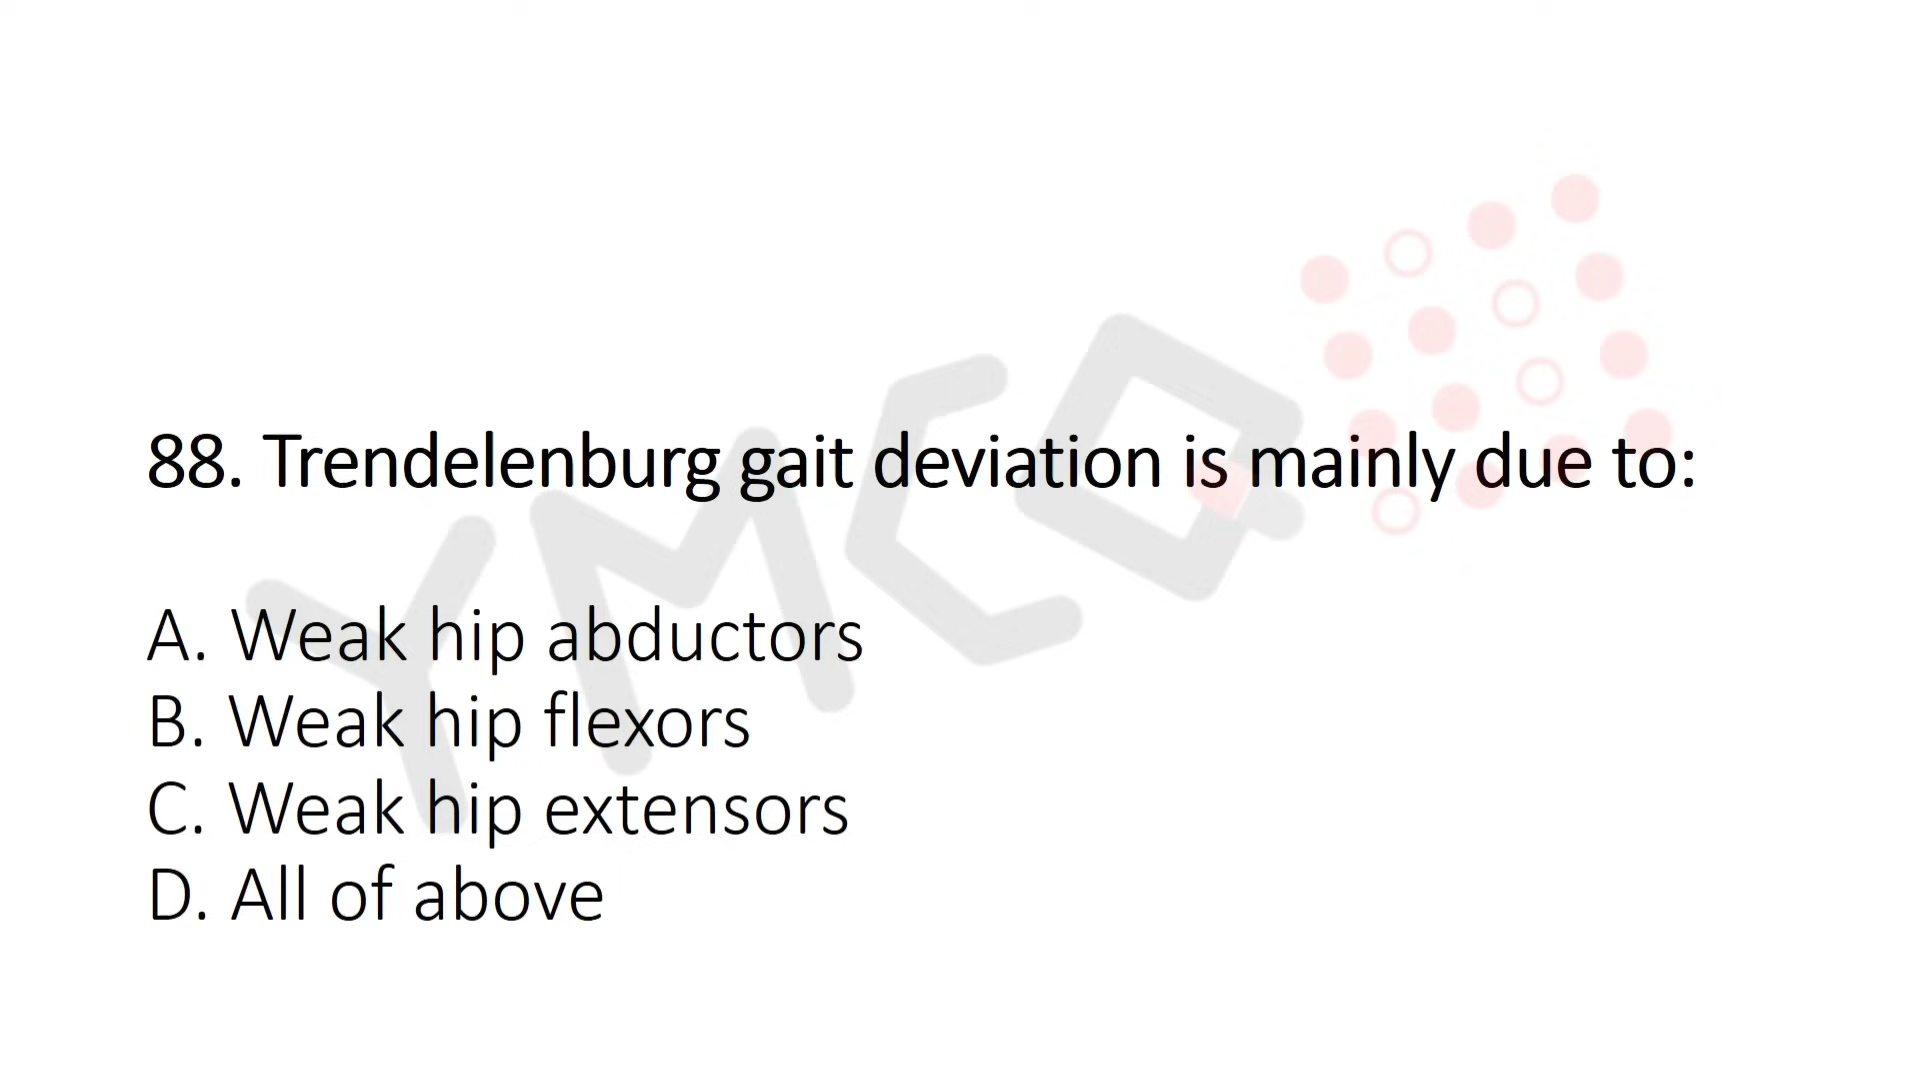 88. Trendelenburg gait deviation is mainly due to:
A. Weak hip abductors
B. Weak hip flexors
C. Weak hip extensors
D. All of above
YMCQ